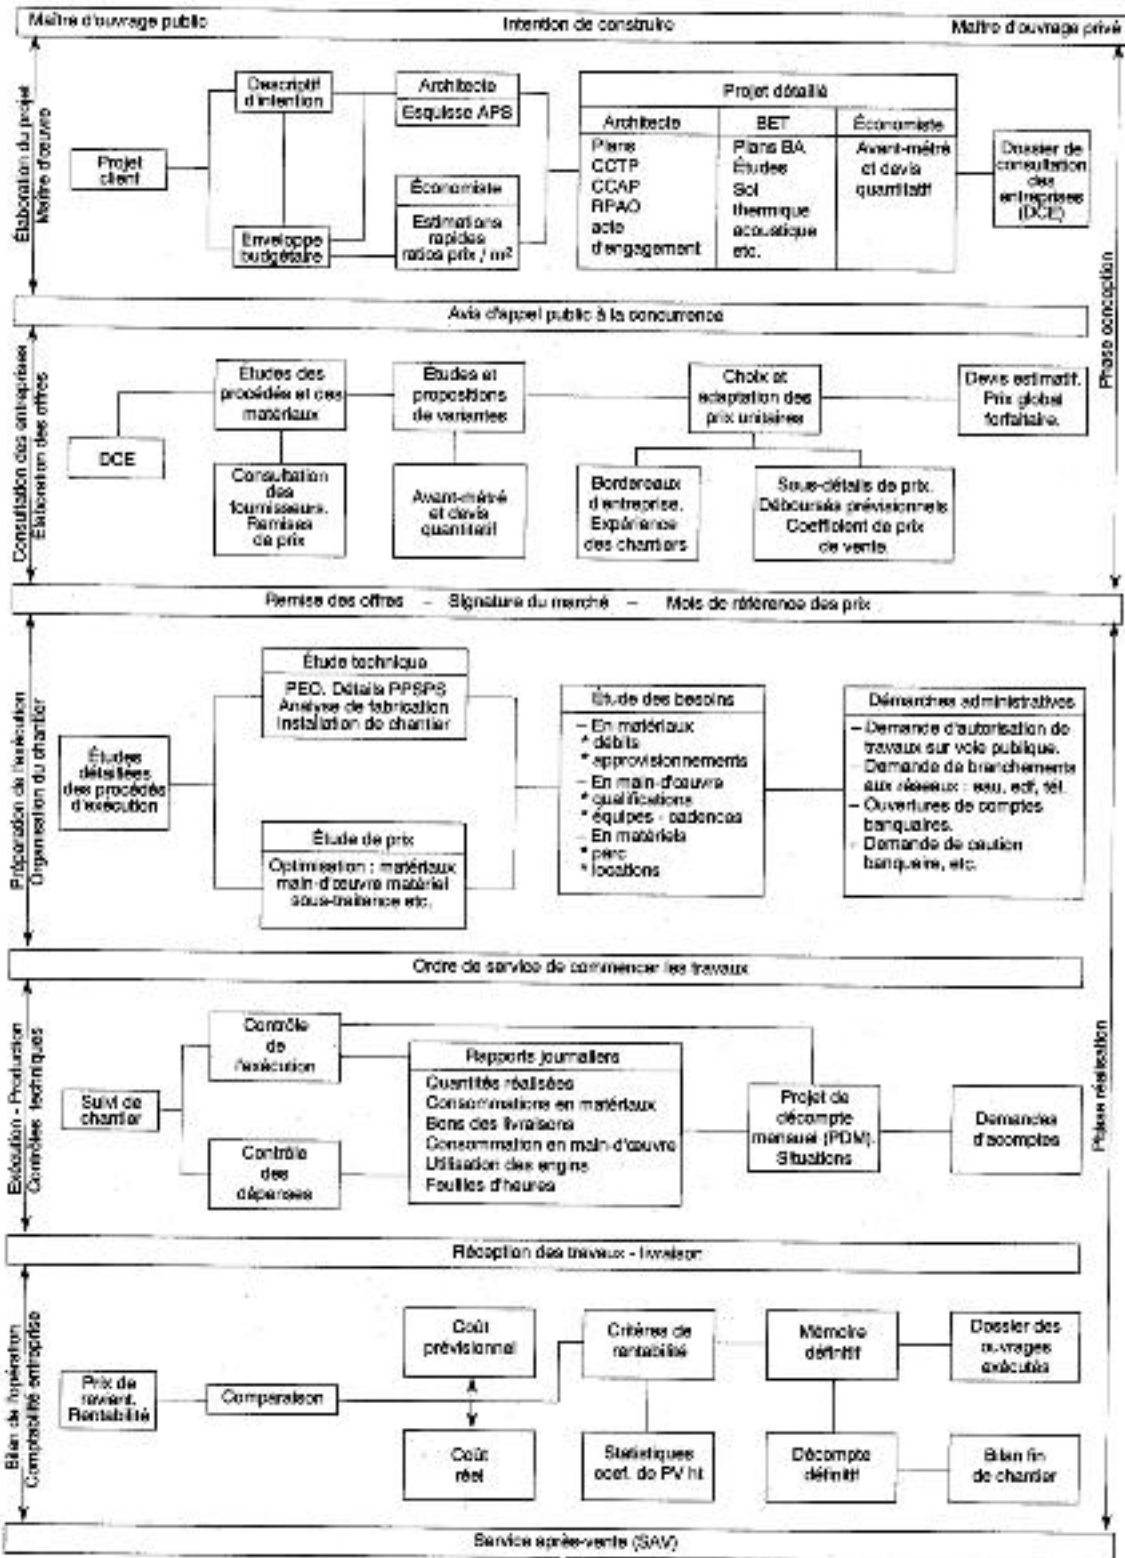 Maître d'ouvrage public
Intention de construire
Maître d'ouvrage privé
Élaboration du projet
Maître d'œuvre
Projet
client
Descriptif
d'intention
Enveloppe
budgétaire
Architecte
Esquisse APS
Économiste
Estimations
rapides
ratios prix / m²
Projet détaillé
Architecte
Plans
CCTP
CCAP
RPAO
acte
d'engagement
BET
Plans BA
Études
Sol
thermique
acoustique
etc.
Économiste
Avant-métré
et devis
quantitatif
Dossier de
consultation
des
entreprises
(DCE)
Phase conception
Avis d'appel public à la concurrence
Consultation des entreprises
Élaboration des offres
DCE
Études des
procédés et des
matériaux
Consultation
des
fournisseurs.
Remises
de prix
Études et
propositions
de variantes
Avant-métré
et devis
quantitatif
Choix et
adaptation des
prix unitaires
Bordereaux
d'entreprise.
Expérience
des chantiers
Sous-détails de prix.
Déboursés prévisionnels
Coefficient de prix
de vente.
Devis estimatif.
Prix global
forfaitaire.
Remise des offres – Signature du marché – Mois de référence des prix
Préparation de l'exécution
Organisation du chantier
Études
détaillées
des procédés
d'exécution
Étude technique
PEO. Détails PPSPS
Analyse de fabrication
Installation de chantier
Étude de prix
Optimisation : matériaux
main-d'œuvre matériel
sous-traitance etc.
Étude des besoins
– En matériaux
* débits
* approvisionnements
– En main-d'œuvre
* qualifications
* équipes - cadences
– En matériels
* parc
* locations
Démarches administratives
– Demande d'autorisation de
travaux sur voie publique.
– Demande de branchements
aux réseaux : eau, edf, tél.
– Ouvertures de comptes
banquaires.
– Demande de caution
banquaire, etc.
Phase réalisation
Ordre de service de commencer les travaux
Exécution - Production
Contrôles techniques
Suivi de
chantier
Contrôle
de
l'exécution
Contrôle
des
dépenses
Rapports journaliers
Quantités réalisées
Consommations en matériaux
Bons des livraisons
Consommation en main-d'œuvre
Utilisation des engins
Feuilles d'heures
Projet de
décompte
mensuel (PDM).
Situations
Demandes
d'acomptes
Réception des travaux - livraison
Bilan de l'opération
Comptabilité entreprise
Prix de
revient.
Rentabilité
Comparaison
Coût
prévisionnel
Coût
réel
Critères de
rentabilité
Statistiques
coef. de PV ht
Mémoire
définitif
Décompte
définitif
Dossier des
ouvrages
exécutés
Bilan fin
de chantier
Service après-vente (SAV)